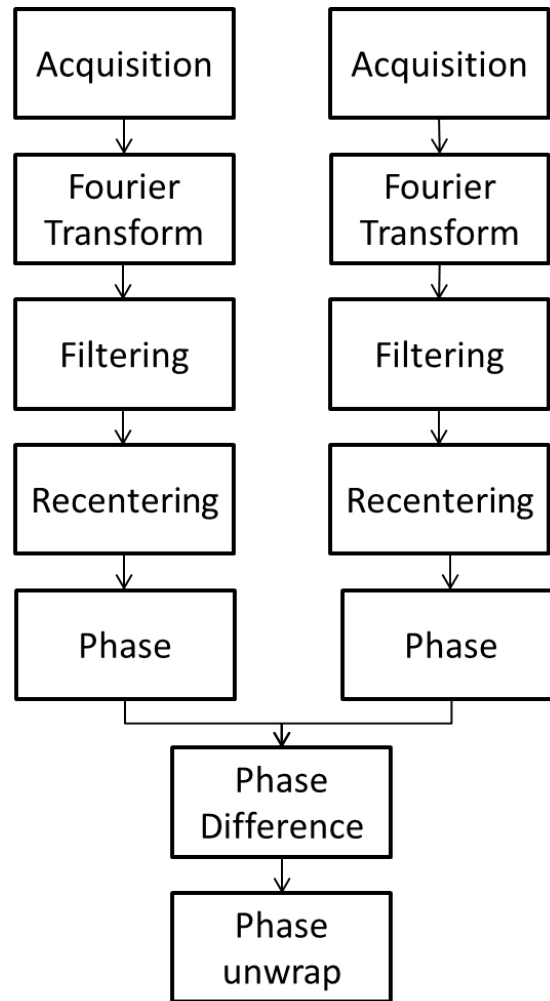 Acquisition
Acquisition
Fourier
Transform
Fourier
Transform
Filtering
Filtering
Recentering
Recentering
Phase
Phase
Phase
Difference
Phase
unwrap